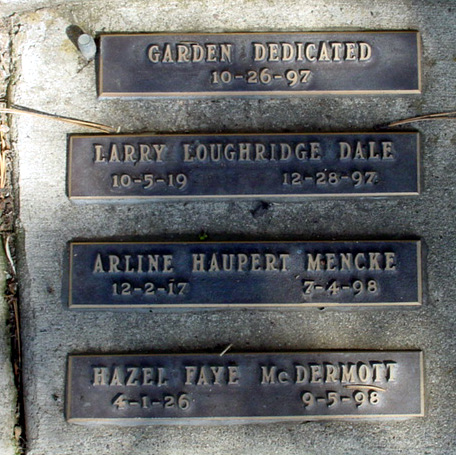 GARDEN DEDICATED
10-26-97
LARRY LOUGHRIDGE DALE
10-5-19 12-28-97
ARLINE HAUPERT MENCKE
12-2-17 7-4-98
HAZEL FAYE McDERMOTT
4-1-26 9-5-98